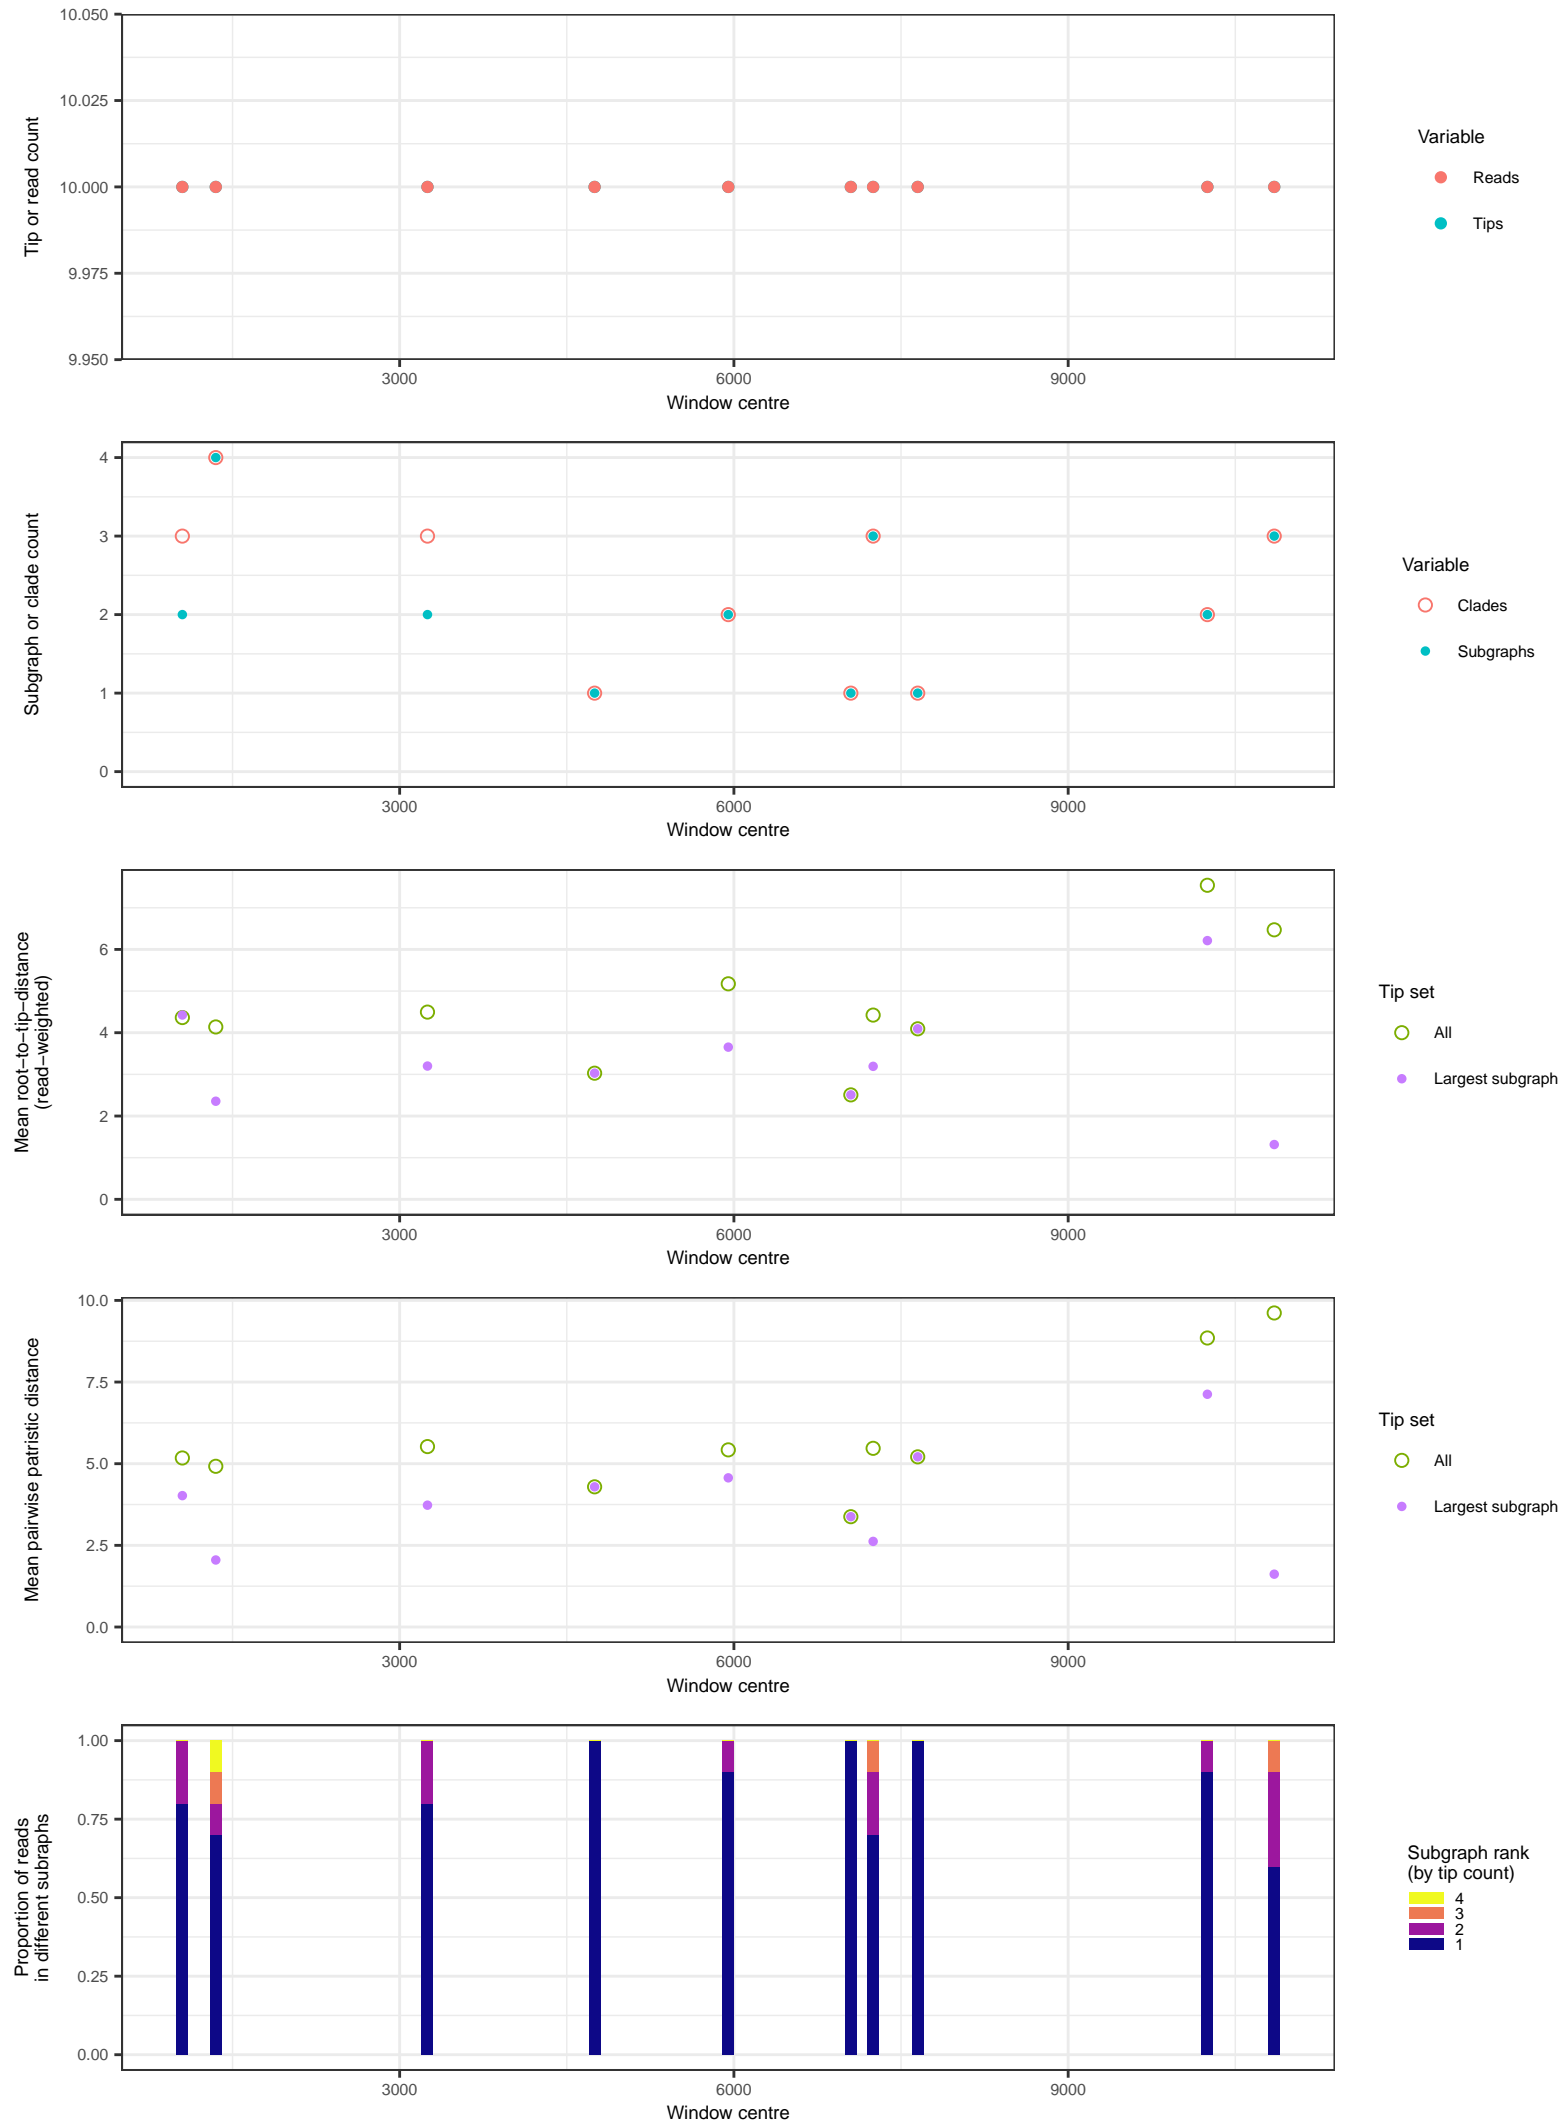 10.050
10.025
10.000
9.975
9.950
Tip or read count
3000
6000
9000
Window centre
Variable
Reads
Tips
4
3
2
1
0
Subgraph or clade count
3000
6000
9000
Window centre
Variable
Clades
Subgraphs
6
4
2
0
Mean root−to−tip−distance
(read−weighted)
3000
6000
9000
Window centre
Tip set
All
Largest subgraph
10.0
7.5
5.0
2.5
0.0
Mean pairwise patristic distance
3000
6000
9000
Window centre
Tip set
All
Largest subgraph
1.00
0.75
0.50
0.25
0.00
Proportion of reads
in different subraphs
3000
6000
9000
Window centre
Subgraph rank
(by tip count)
4
3
2
1